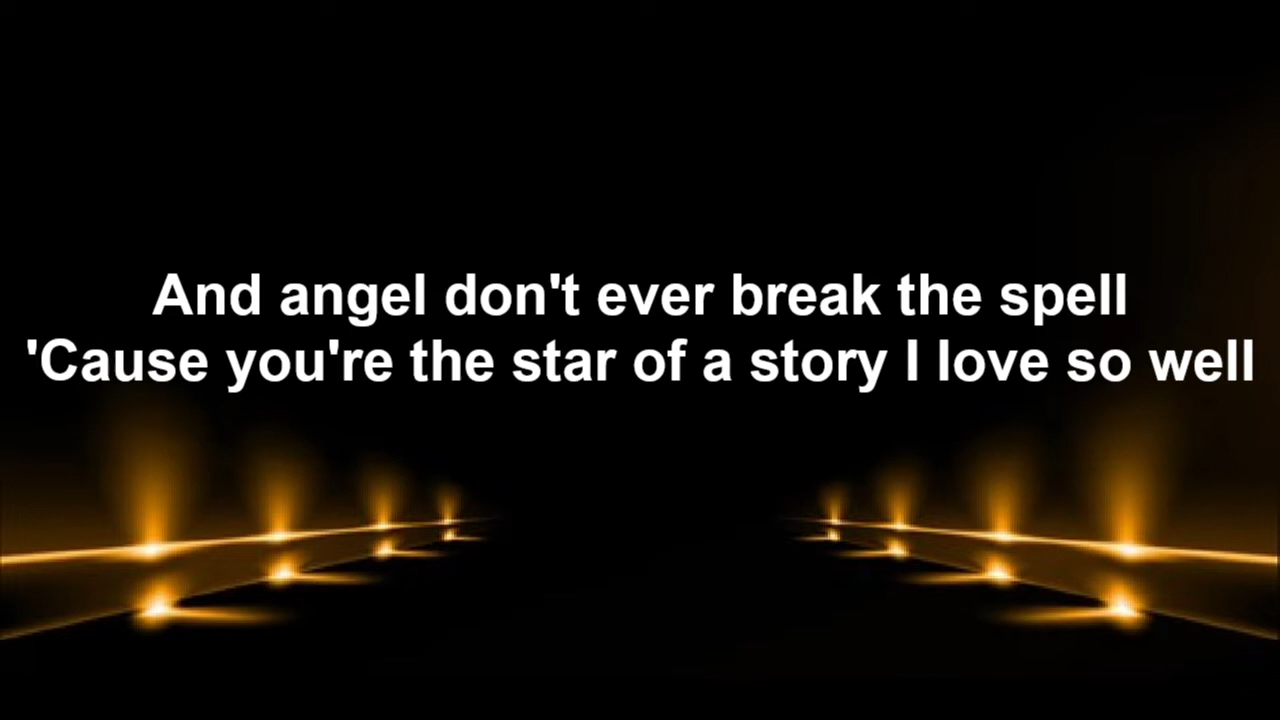 And angel don't ever break the spell
'Cause you're the star of a story I love so well